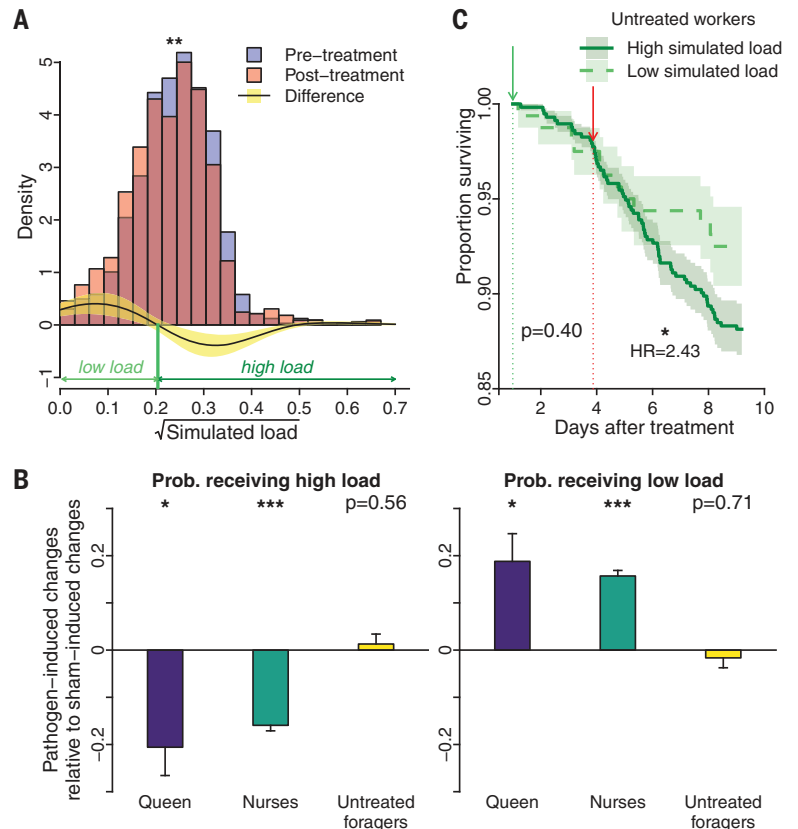 A
**
Pre-treatment
Post-treatment
Difference
Density
5
4
3
2
1
0
−1
low load
high load
0.0 0.1 0.2 0.3 0.4 0.5 0.6 0.7
√Simulated load
C
Untreated workers
High simulated load
Low simulated load
Proportion surviving
1.00
0.95
0.90
0.85
p=0.40
*
HR=2.43
2 4 6 8 10
Days after treatment
B
Pathogen−induced changes
relative to sham−induced changes
Prob. receiving high load
* *** p=0.56
0.2
0
−0.2
Queen Nurses Untreated
foragers
Prob. receiving low load
* *** p=0.71
0.2
0
−0.2
Queen Nurses Untreated
foragers